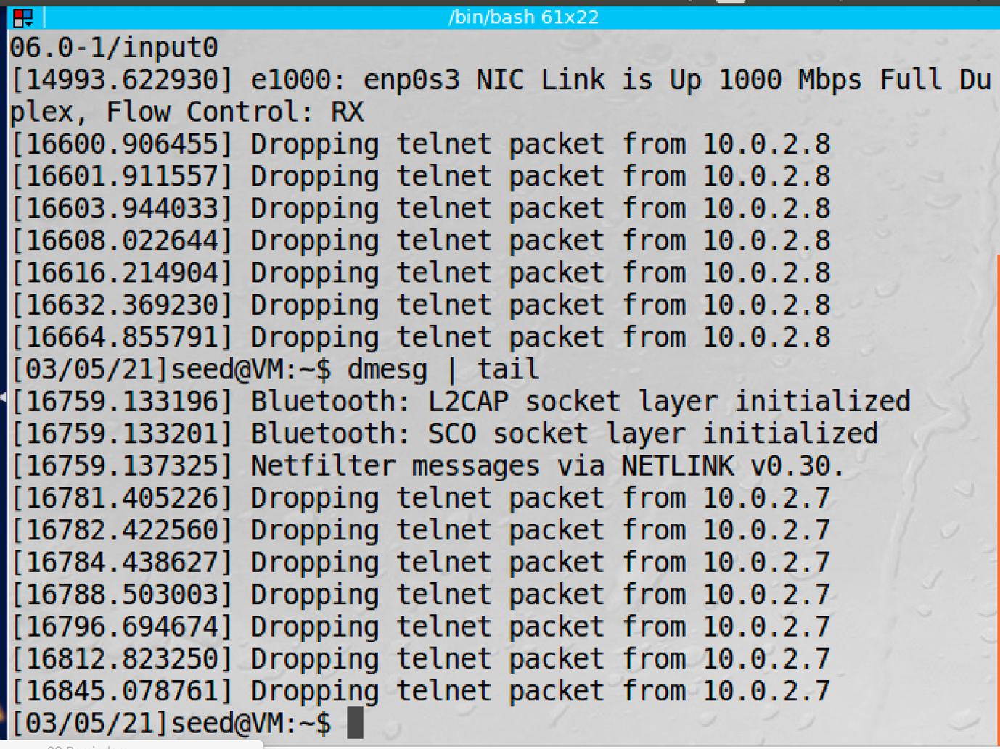 /bin/bash 61x22
06.0-1/input0
[14993.622930] e1000: enp0s3 NIC Link is Up 1000 Mbps Full Du
plex, Flow Control: RX
[16600.906455] Dropping telnet packet from 10.0.2.8
[16601.911557] Dropping telnet packet from 10.0.2.8
[16603.944033] Dropping telnet packet from 10.0.2.8
[16608.022644] Dropping telnet packet from 10.0.2.8
[16616.214904] Dropping telnet packet from 10.0.2.8
[16632.369230] Dropping telnet packet from 10.0.2.8
[16664.855791] Dropping telnet packet from 10.0.2.8
[03/05/21]seed@VM:~$ dmesg | tail
[16759.133196] Bluetooth: L2CAP socket layer initialized
[16759.133201] Bluetooth: SCO socket layer initialized
[16759.137325] Netfilter messages via NETLINK v0.30.
[16781.405226] Dropping telnet packet from 10.0.2.7
[16782.422560] Dropping telnet packet from 10.0.2.7
[16784.438627] Dropping telnet packet from 10.0.2.7
[16788.503003] Dropping telnet packet from 10.0.2.7
[16796.694674] Dropping telnet packet from 10.0.2.7
[16812.823250] Dropping telnet packet from 10.0.2.7
[16845.078761] Dropping telnet packet from 10.0.2.7
[03/05/21]seed@VM:~$